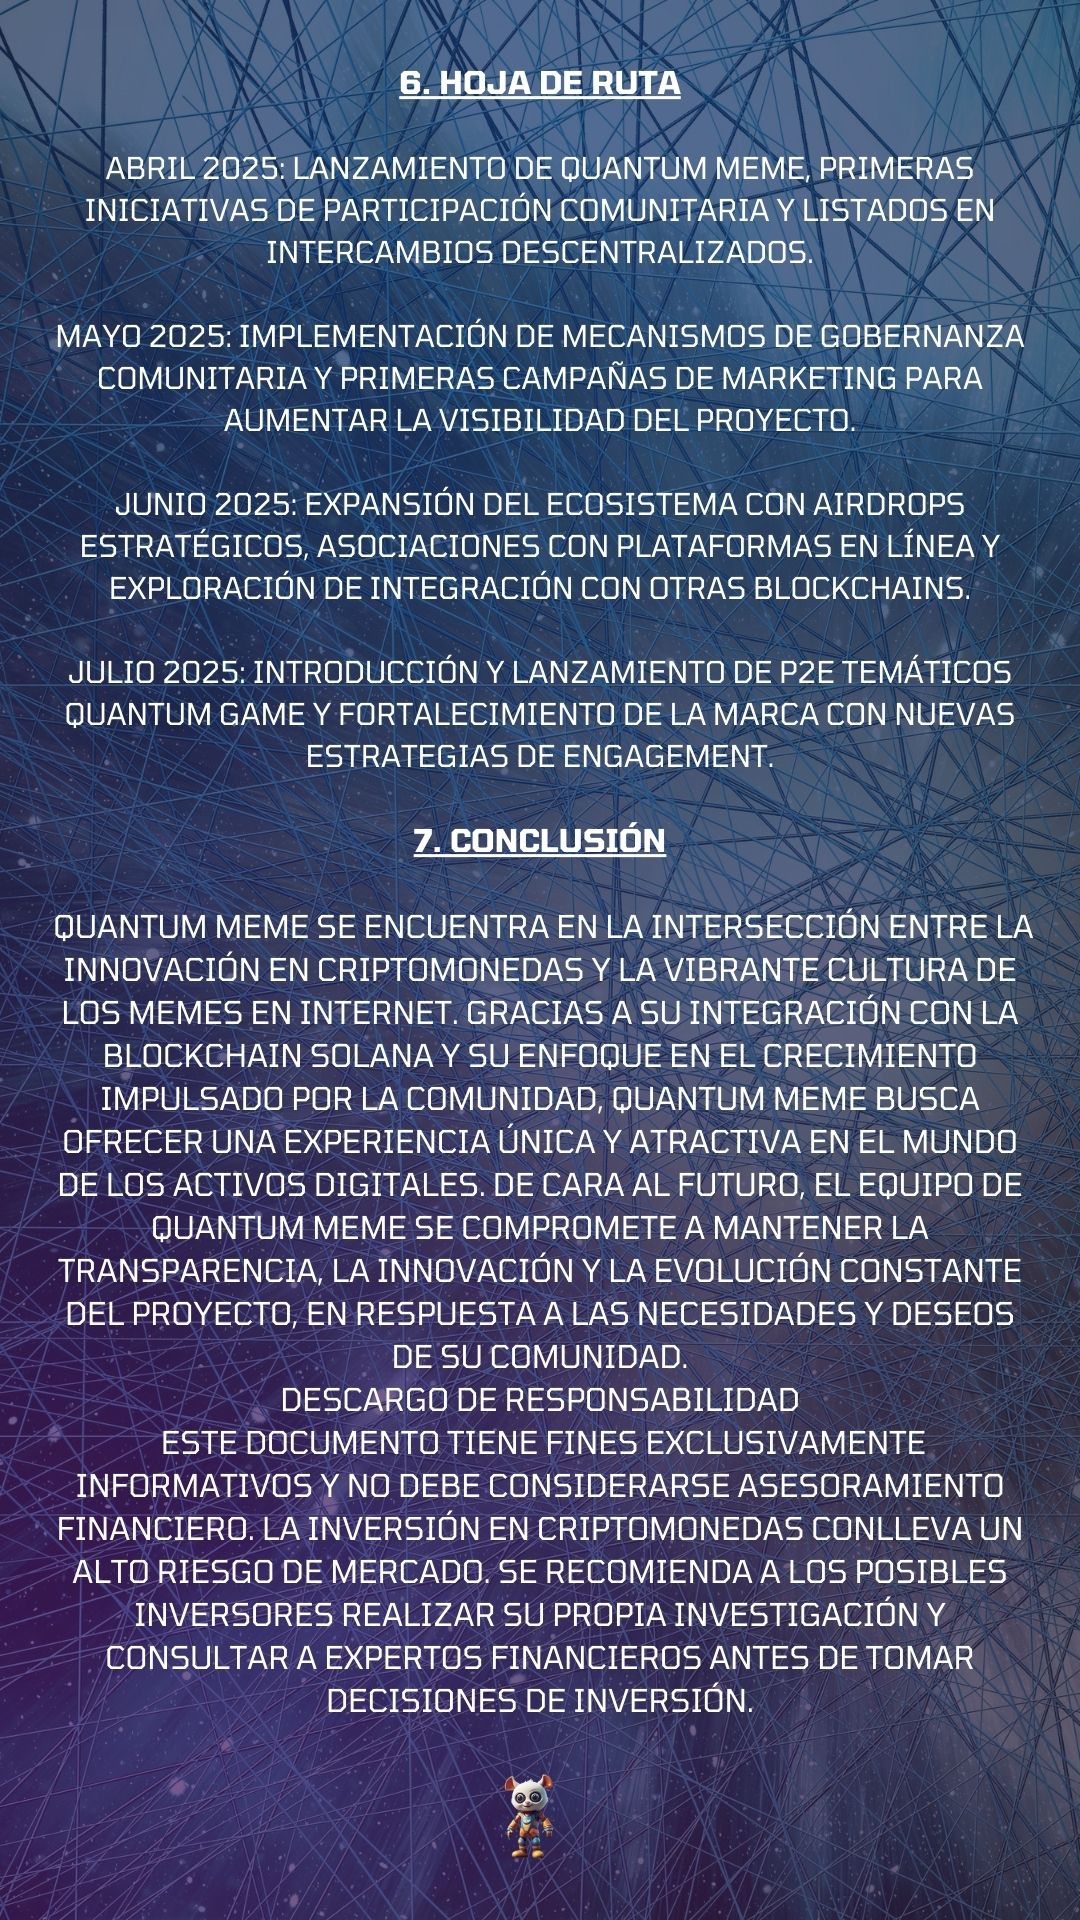 6. HOJA DE RUTA
ABRIL 2025: LANZAMIENTO DE QUANTUM MEME, PRIMERAS
INICIATIVAS DE PARTICIPACIÓN COMUNITARIA Y LISTADOS EN
INTERCAMBIOS DESCENTRALIZADOS.
MAYO 2025: IMPLEMENTACIÓN DE MECANISMOS DE GOBERNANZA
COMUNITARIA Y PRIMERAS CAMPAÑAS DE MARKETING PARA
AUMENTAR LA VISIBILIDAD DEL PROYECTO.
JUNIO 2025: EXPANSIÓN DEL ECOSISTEMA CON AIRDROPS
ESTRATÉGICOS, ASOCIACIONES CON PLATAFORMAS EN LÍNEA Y
EXPLORACIÓN DE INTEGRACIÓN CON OTRAS BLOCKCHAINS.
JULIO 2025: INTRODUCCIÓN Y LANZAMIENTO DE P2E TEMÁTICOS
QUANTUM GAME Y FORTALECIMIENTO DE LA MARCA CON NUEVAS
ESTRATEGIAS DE ENGAGEMENT.
7. CONCLUSIÓN
QUANTUM MEME SE ENCUENTRA EN LA INTERSECCIÓN ENTRE LA
INNOVACIÓN EN CRIPTOMONEDAS Y LA VIBRANTE CULTURA DE
LOS MEMES EN INTERNET. GRACIAS A SU INTEGRACIÓN CON LA
BLOCKCHAIN SOLANA Y SU ENFOQUE EN EL CRECIMIENTO
IMPULSADO POR LA COMUNIDAD, QUANTUM MEME BUSCA
OFRECER UNA EXPERIENCIA ÚNICA Y ATRACTIVA EN EL MUNDO
DE LOS ACTIVOS DIGITALES. DE CARA AL FUTURO, EL EQUIPO DE
QUANTUM MEME SE COMPROMETE A MANTENER LA
TRANSPARENCIA, LA INNOVACIÓN Y LA EVOLUCIÓN CONSTANTE
DEL PROYECTO, EN RESPUESTA A LAS NECESIDADES Y DESEOS
DE SU COMUNIDAD.
DESCARGO DE RESPONSABILIDAD
ESTE DOCUMENTO TIENE FINES EXCLUSIVAMENTE
INFORMATIVOS Y NO DEBE CONSIDERARSE ASESORAMIENTO
FINANCIERO. LA INVERSIÓN EN CRIPTOMONEDAS CONLLEVA UN
ALTO RIESGO DE MERCADO. SE RECOMIENDA A LOS POSIBLES
INVERSORES REALIZAR SU PROPIA INVESTIGACIÓN Y
CONSULTAR A EXPERTOS FINANCIEROS ANTES DE TOMAR
DECISIONES DE INVERSIÓN.